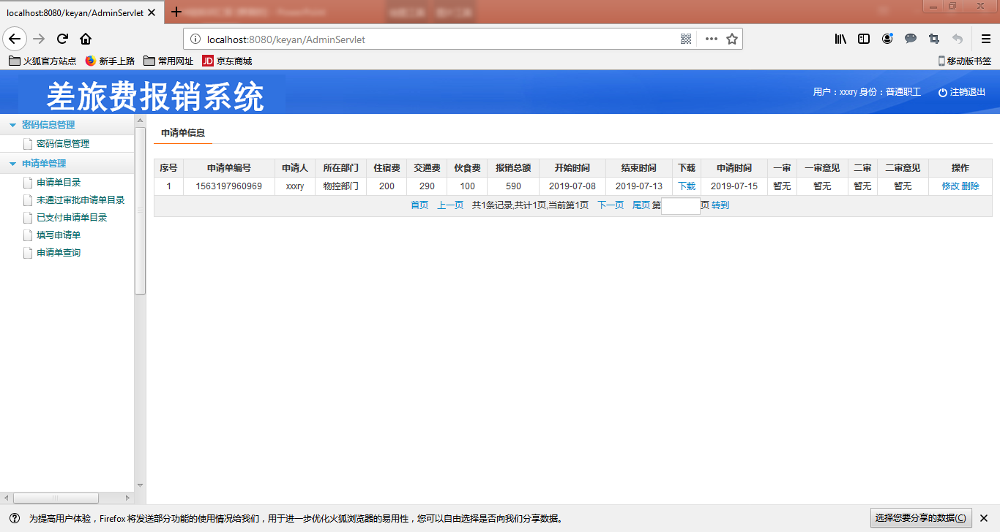 localhost:8080/keyan/AdminServlet
localhost:8080/keyan/AdminServlet
火狐官方站点 新手上路 常用网址 JD 京东商城 移动版书签
差旅费报销系统
用户：xxxry 身份：普通职工 注销退出
密码信息管理
密码信息管理
申请单管理
申请单目录
未通过审批申请单目录
已支付申请单目录
填写申请单
申请单查询
申请单信息
序号 申请单编号 申请人 所在部门 住宿费 交通费 伙食费 报销总额 开始时间 结束时间 下载 申请时间 一审 一审意见 二审 二审意见 操作
1 1563197960969 xxxry 物控部门 200 290 100 590 2019-07-08 2019-07-13 下载 2019-07-15 暂无 暂无 暂无 暂无 修改 删除
首页 上一页 共1条记录,共计1页,当前第1页 下一页 尾页 第 页 转到
为提高用户体验，Firefox 将发送部分功能的使用情况给我们，用于进一步优化火狐浏览器的易用性，您可以自由选择是否向我们分享数据。 选择您要分享的数据(C)